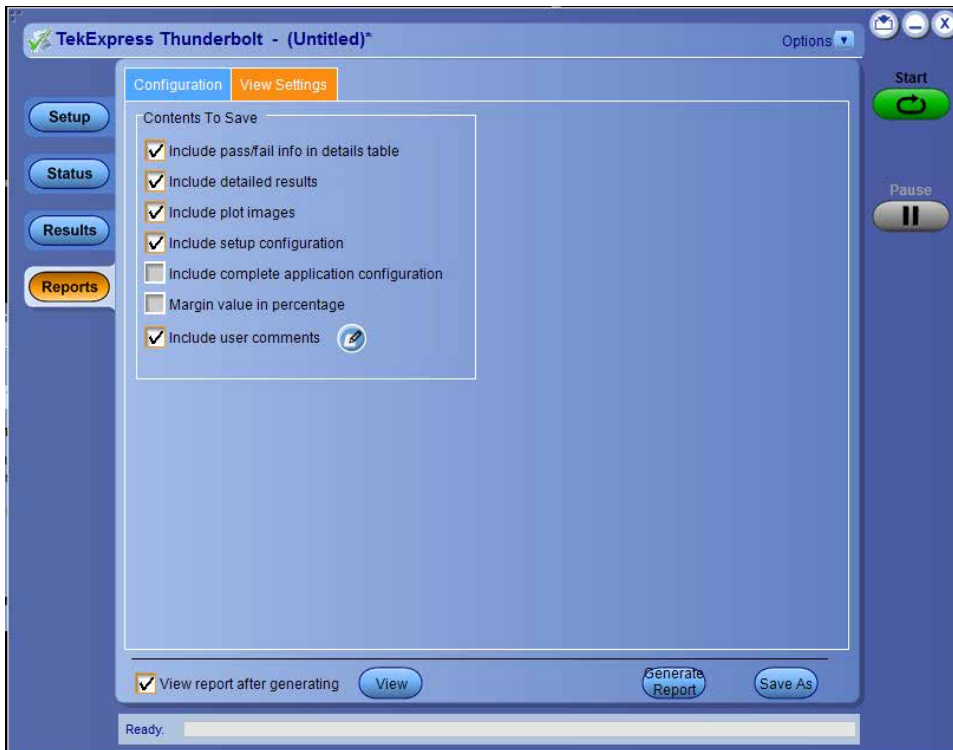 TekExpress Thunderbolt - (Untitled)*
Options
X
Start
Pause
Setup
Status
Results
Reports
Configuration
View Settings
Contents To Save
Include pass/fail info in details table
Include detailed results
Include plot images
Include setup configuration
Include complete application configuration
Margin value in percentage
Include user comments
View report after generating
View
Generate
Report
Save As
Ready.